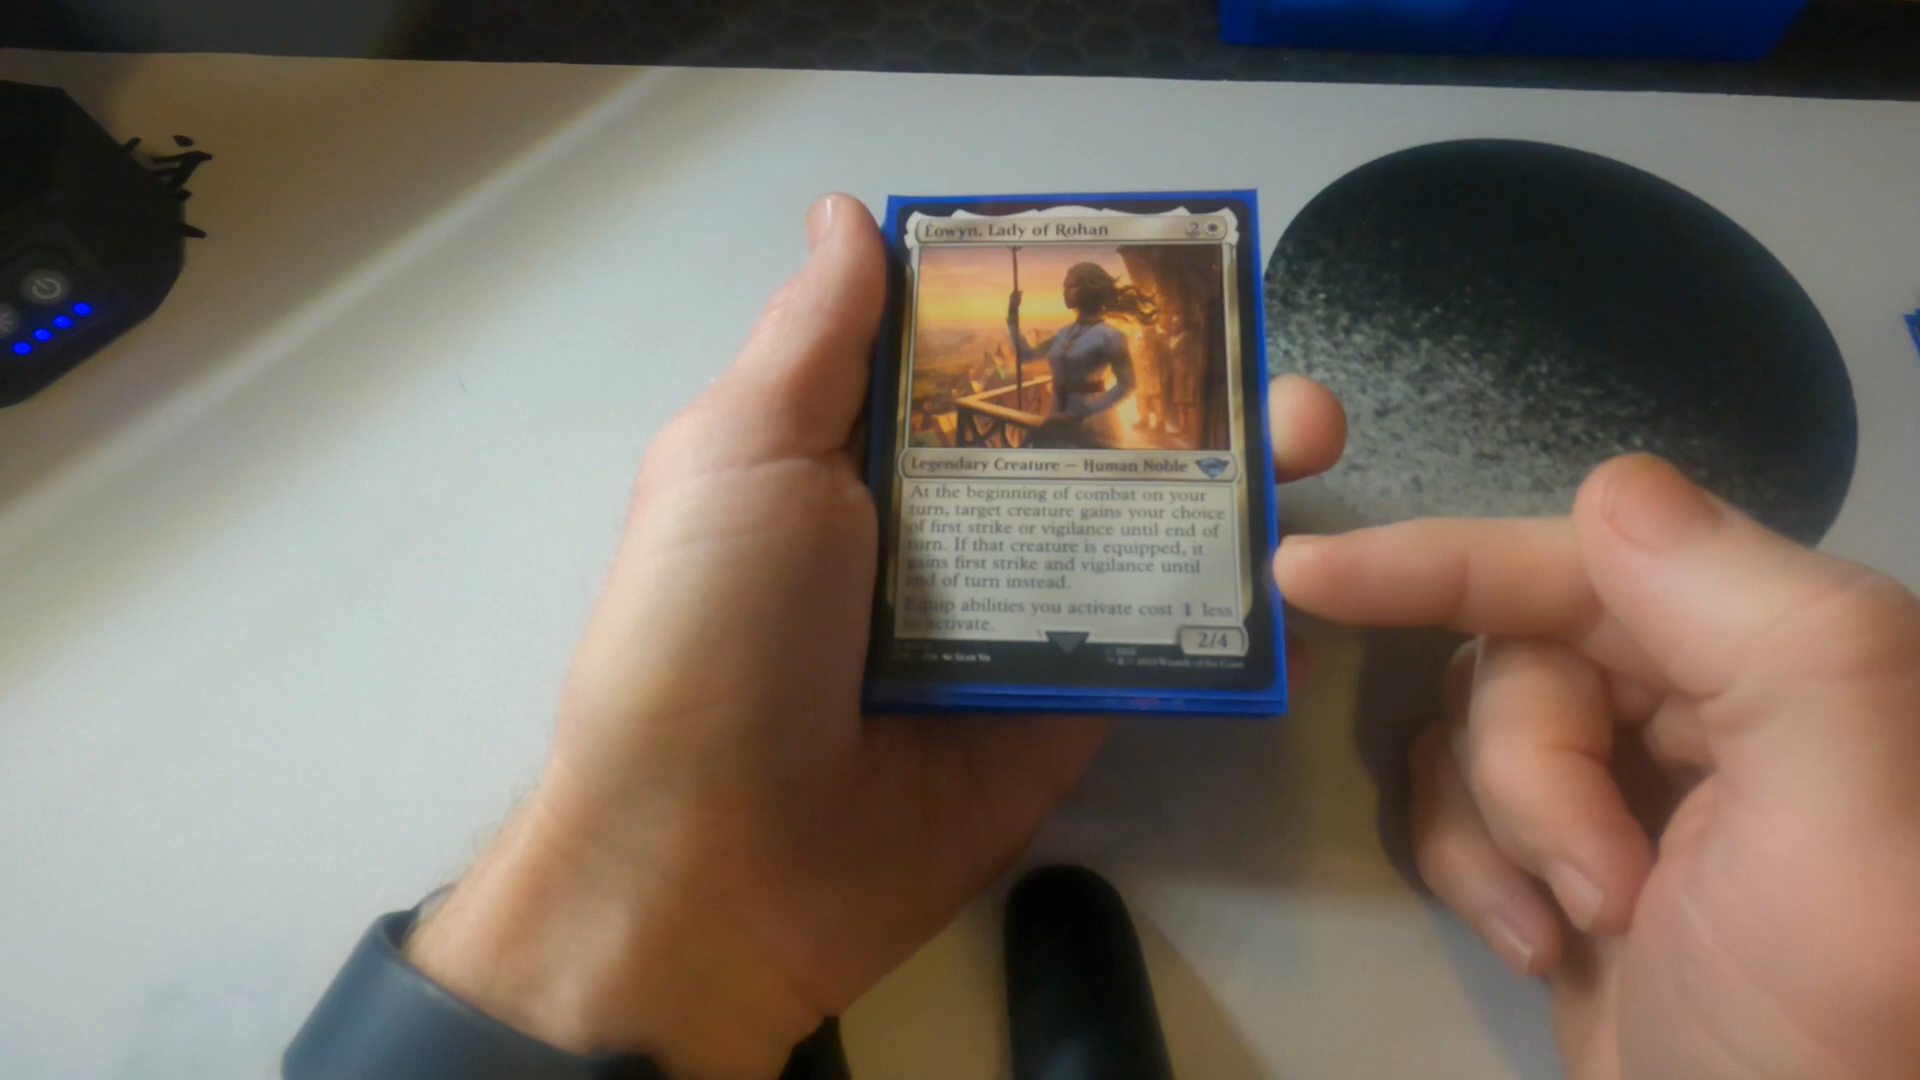 Éowyn, Lady of Rohan 2
Legendary Creature — Human Noble
At the beginning of combat on your
turn, target creature gains your choice
of first strike or vigilance until end of
turn. If that creature is equipped, it
gains first strike and vigilance until
end of turn instead.
Equip abilities you activate cost 1 less
to activate.
2/4